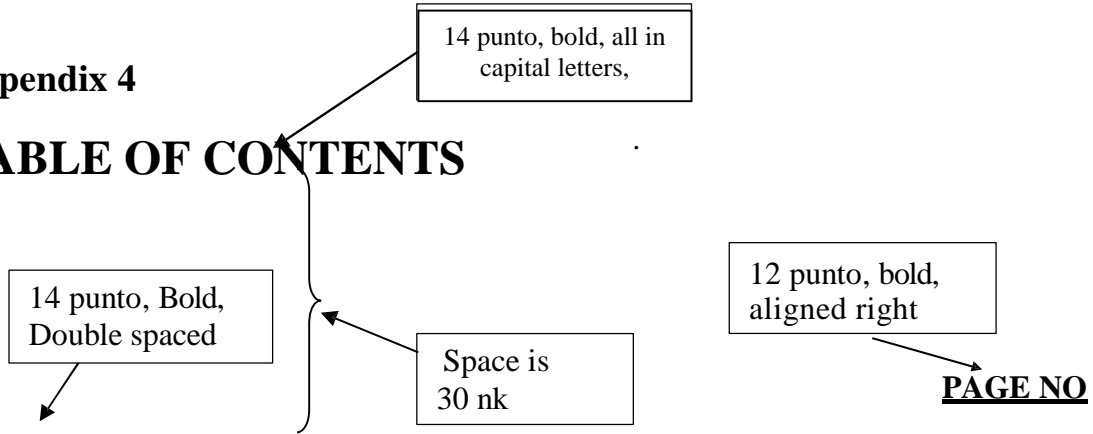 14 punto, bold, all in
capital letters,
pendix 4
ABLE OF CONTENTS
.
14 punto, Bold,
Double spaced
12 punto, bold,
aligned right
Space is
30 nk
PAGE NO